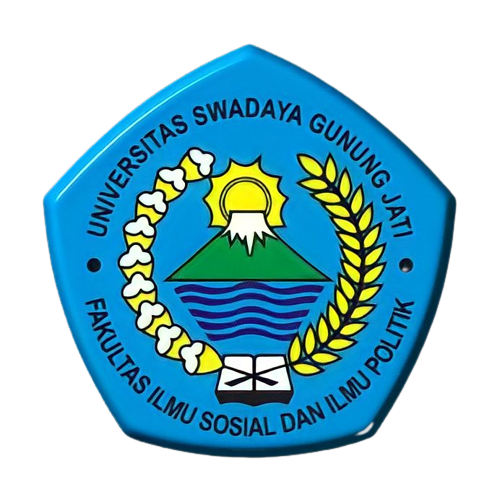 UNIVERSITAS SWADAYA GUNUNG JATI
FAKULTAS ILMU SOSIAL DAN ILMU POLITIK